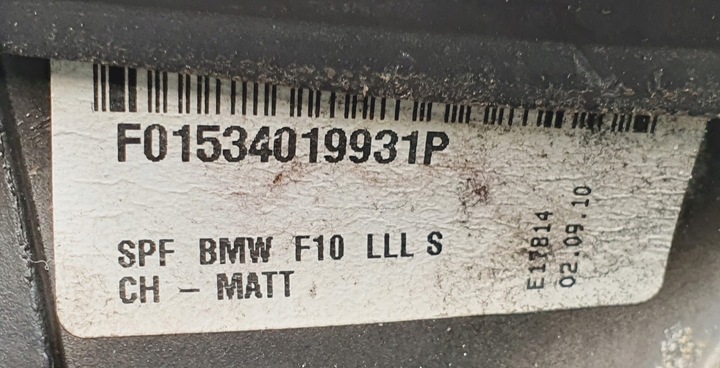 F01534019931P
SPF BMW F10 LLL S
CH - MATT
E17814
02.09.10